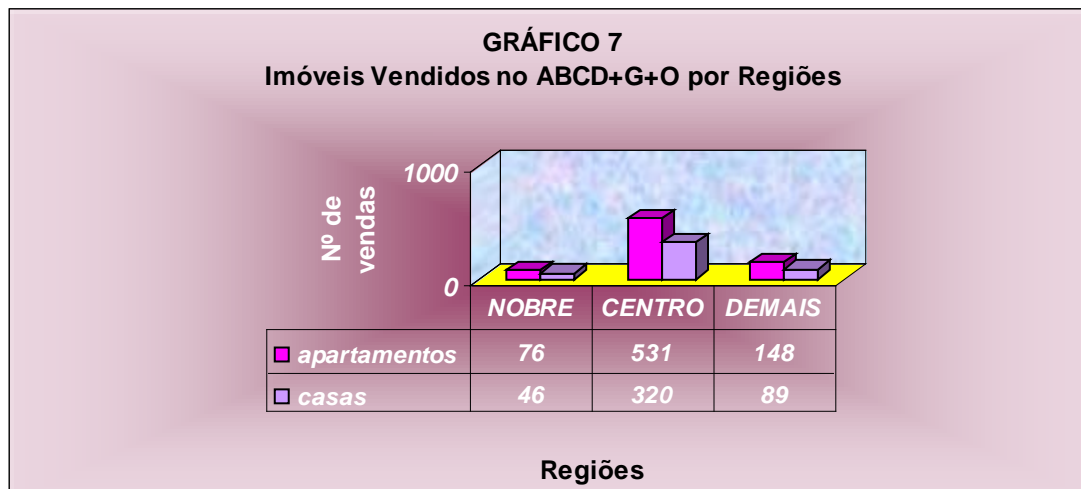 GRÁFICO 7
Imóveis Vendidos no ABCD+G+O por Regiões
Nº de
vendas
1000
0
NOBRE CENTRO DEMAIS
apartamentos 76 531 148
casas 46 320 89
Regiões